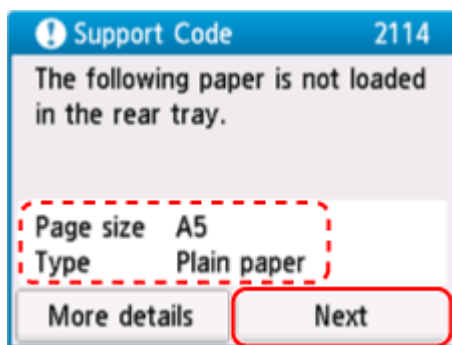 Support Code 2114
The following paper is not loaded
in the rear tray.
Page size A5
Type Plain paper
More details Next